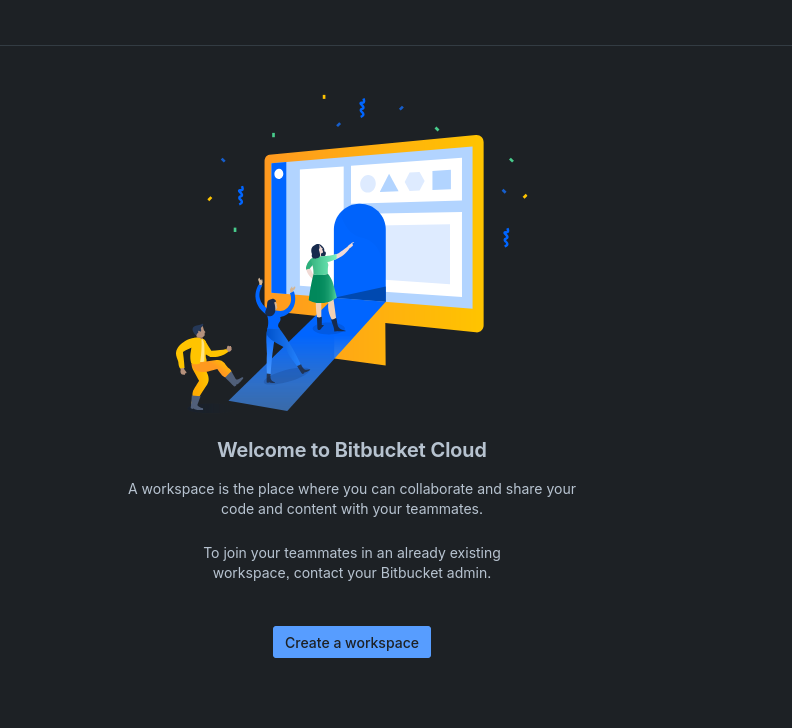 Welcome to Bitbucket Cloud
A workspace is the place where you can collaborate and share your
code and content with your teammates.
To join your teammates in an already existing
workspace, contact your Bitbucket admin.
Create a workspace